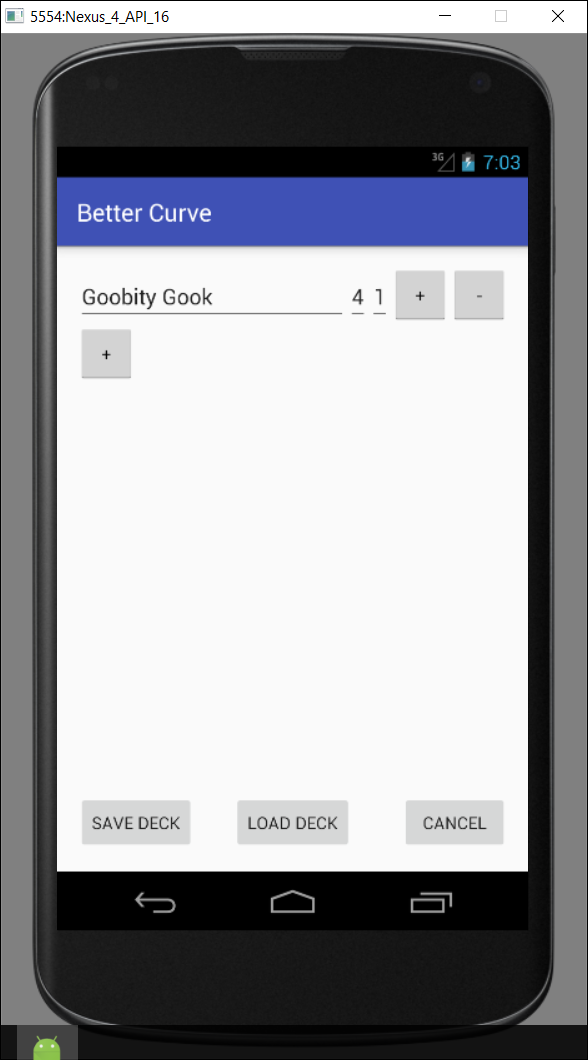 5554:Nexus_4_API_16
3G 7:03
Better Curve
Goobity Gook 4 1 + -
+
SAVE DECK LOAD DECK CANCEL